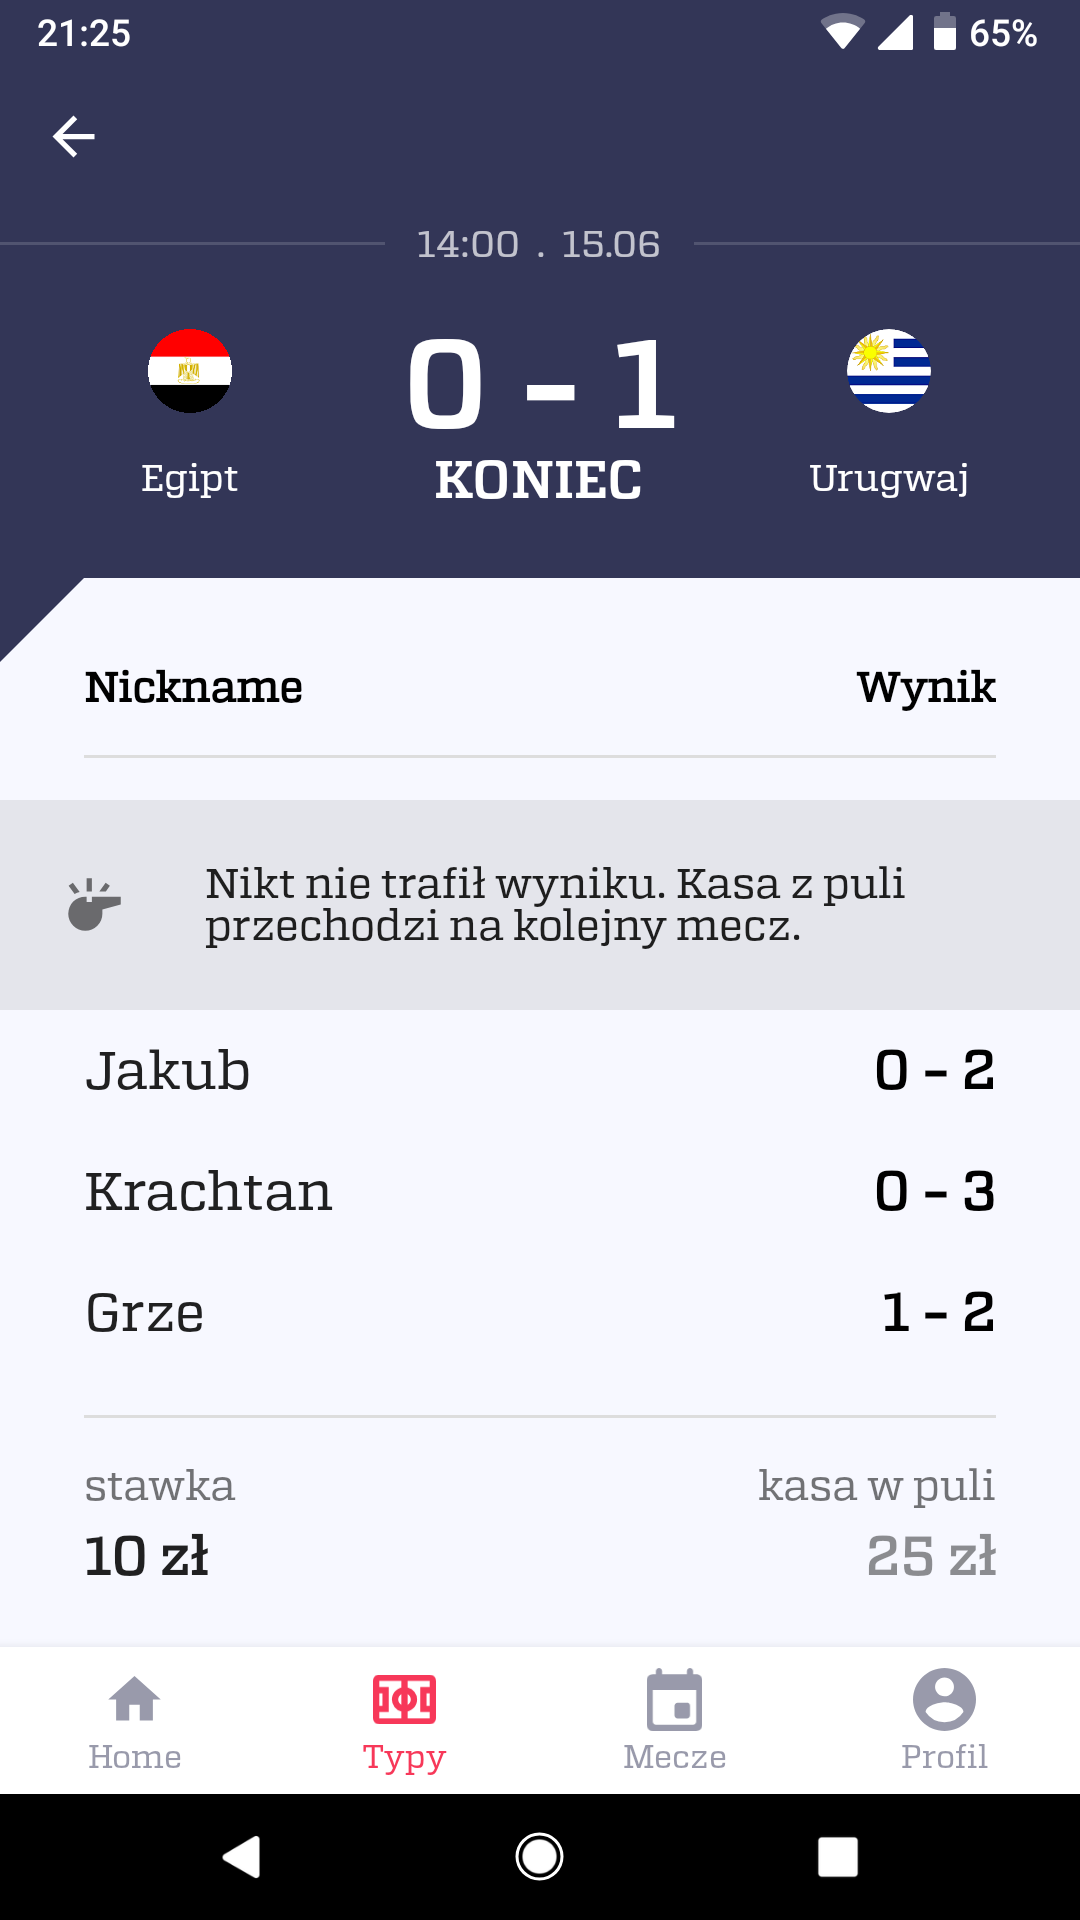 21:25
65%
14:00 . 15.06
0 - 1
KONIEC
Egipt
Urugwaj
Nickname
Wynik
Nikt nie trafił wyniku. Kasa z puli
przechodzi na kolejny mecz.
Jakub
0 - 2
Krachtan
0 - 3
Grze
1 - 2
stawka
kasa w puli
10 zł
25 zł
Home
Typy
Mecze
Profil